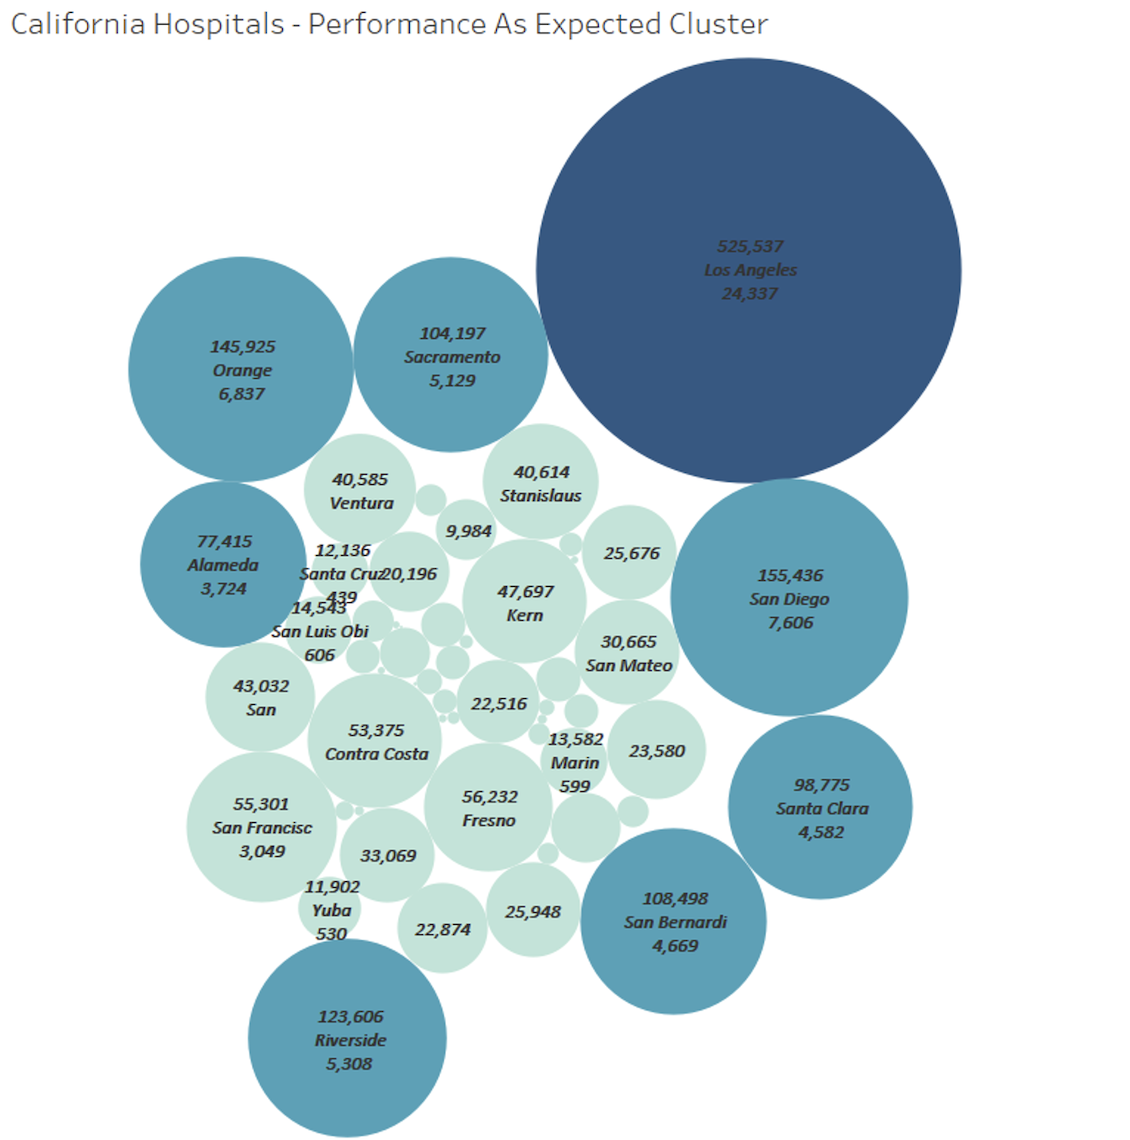 California Hospitals - Performance As Expected Cluster
525,537
Los Angeles
24,337
145,925
Orange
6,837
104,197
Sacramento
5,129
40,585
Ventura
40,614
Stanislaus
9,984
25,676
77,415
Alameda
3,724
12,136
Santa Cruz
439
20,196
47,697
Kern
155,436
San Diego
7,606
14,543
San Luis Obi
606
30,665
San Mateo
43,032
San
22,516
53,375
Contra Costa
13,582
Marin
599
23,580
55,301
San Francisc
3,049
56,232
Fresno
98,775
Santa Clara
4,582
33,069
11,902
Yuba
530
22,874
25,948
108,498
San Bernardi
4,669
123,606
Riverside
5,308